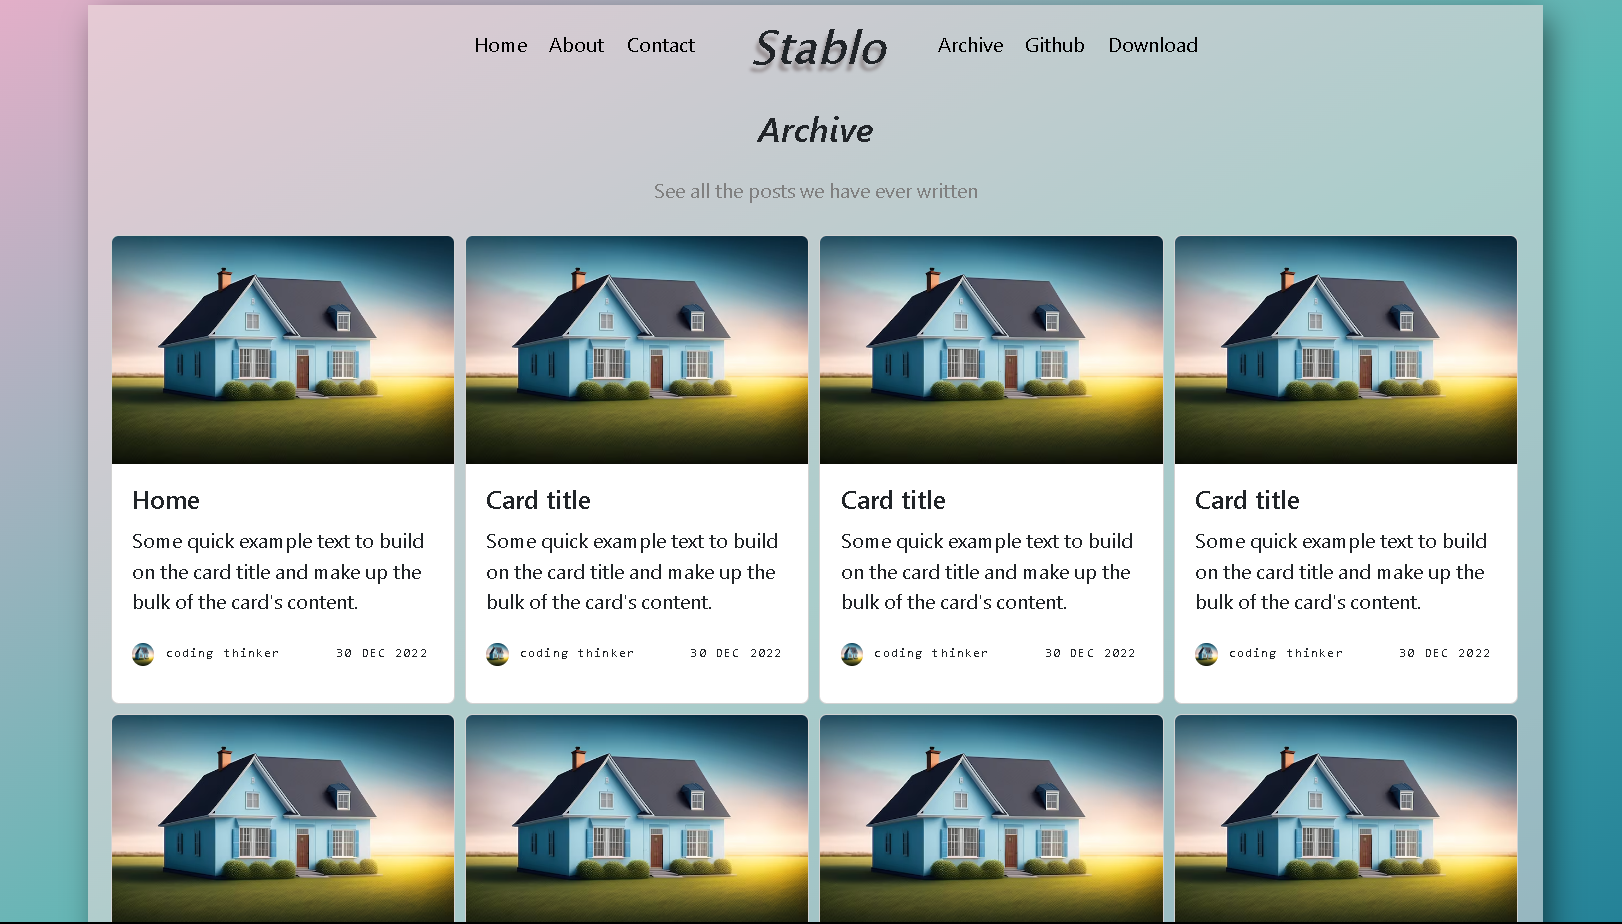 Home About Contact Stablo Archive Github Download
Archive
See all the posts we have ever written
Home
Some quick example text to build
on the card title and make up the
bulk of the card's content.
coding thinker 30 DEC 2022
Card title
Some quick example text to build
on the card title and make up the
bulk of the card's content.
coding thinker 30 DEC 2022
Card title
Some quick example text to build
on the card title and make up the
bulk of the card's content.
coding thinker 30 DEC 2022
Card title
Some quick example text to build
on the card title and make up the
bulk of the card's content.
coding thinker 30 DEC 2022